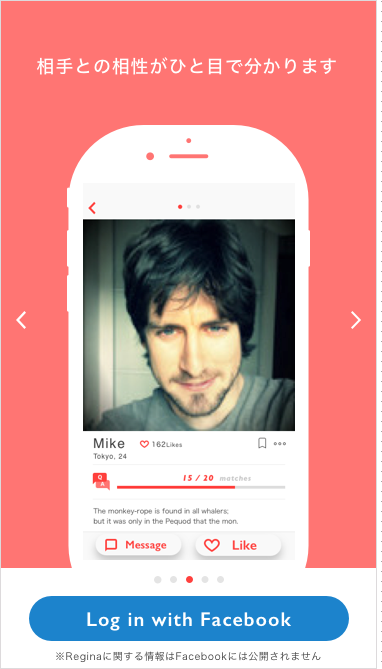 相手との相性がひと目で分かります
Mike 162Likes
Tokyo, 24
Q A 15 / 20 matches
The monkey-rope is found in all whalers;
but it was only in the Pequod that the mon.
Message Like
Log in with Facebook
※Reginaに関する情報はFacebookには公開されません